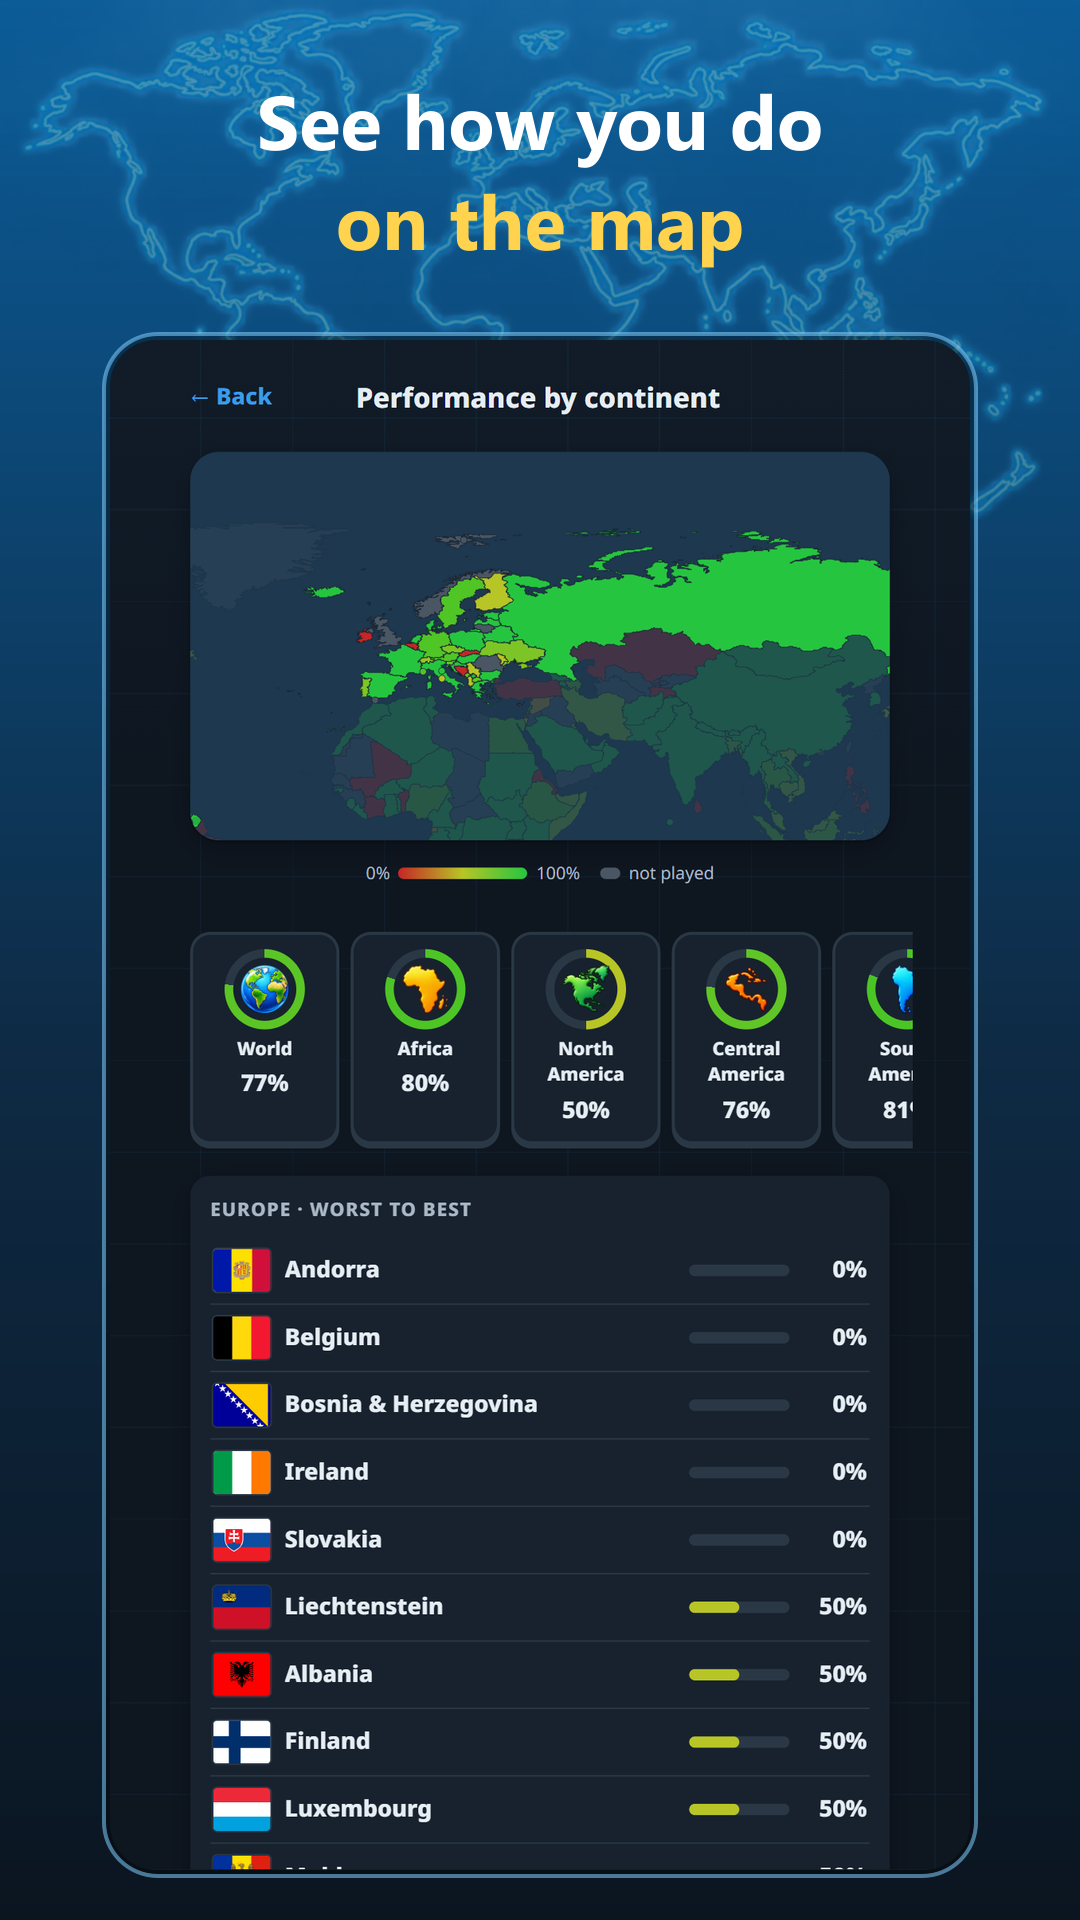 See how you do
on the map
← Back
Performance by continent
0%
100%
not played
World
77%
Africa
80%
North
America
50%
Central
America
76%
EUROPE · WORST TO BEST
Andorra
0%
Belgium
0%
Bosnia & Herzegovina
0%
Ireland
0%
Slovakia
0%
Liechtenstein
50%
Albania
50%
Finland
50%
Luxembourg
50%